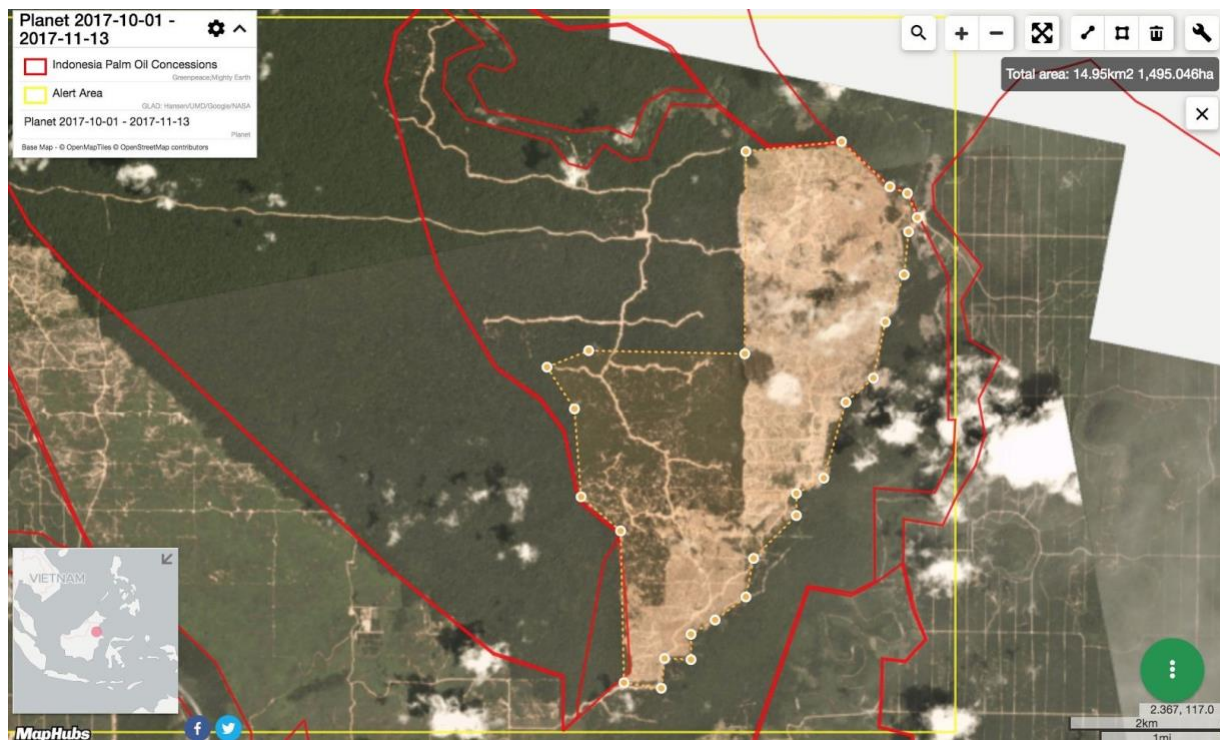 Planet 2017-10-01 -
2017-11-13
Indonesia Palm Oil Concessions
Greenpeace;Mighty Earth
Alert Area
GLAD: Hansen/UMD/Google/NASA
Planet 2017-10-01 - 2017-11-13
Planet
Base Map - © OpenMapTiles © OpenStreetMap contributors
Total area: 14.95km2 1,495.046ha
VIETNAM
MapHubs
2.367, 117.0
2km
1mi